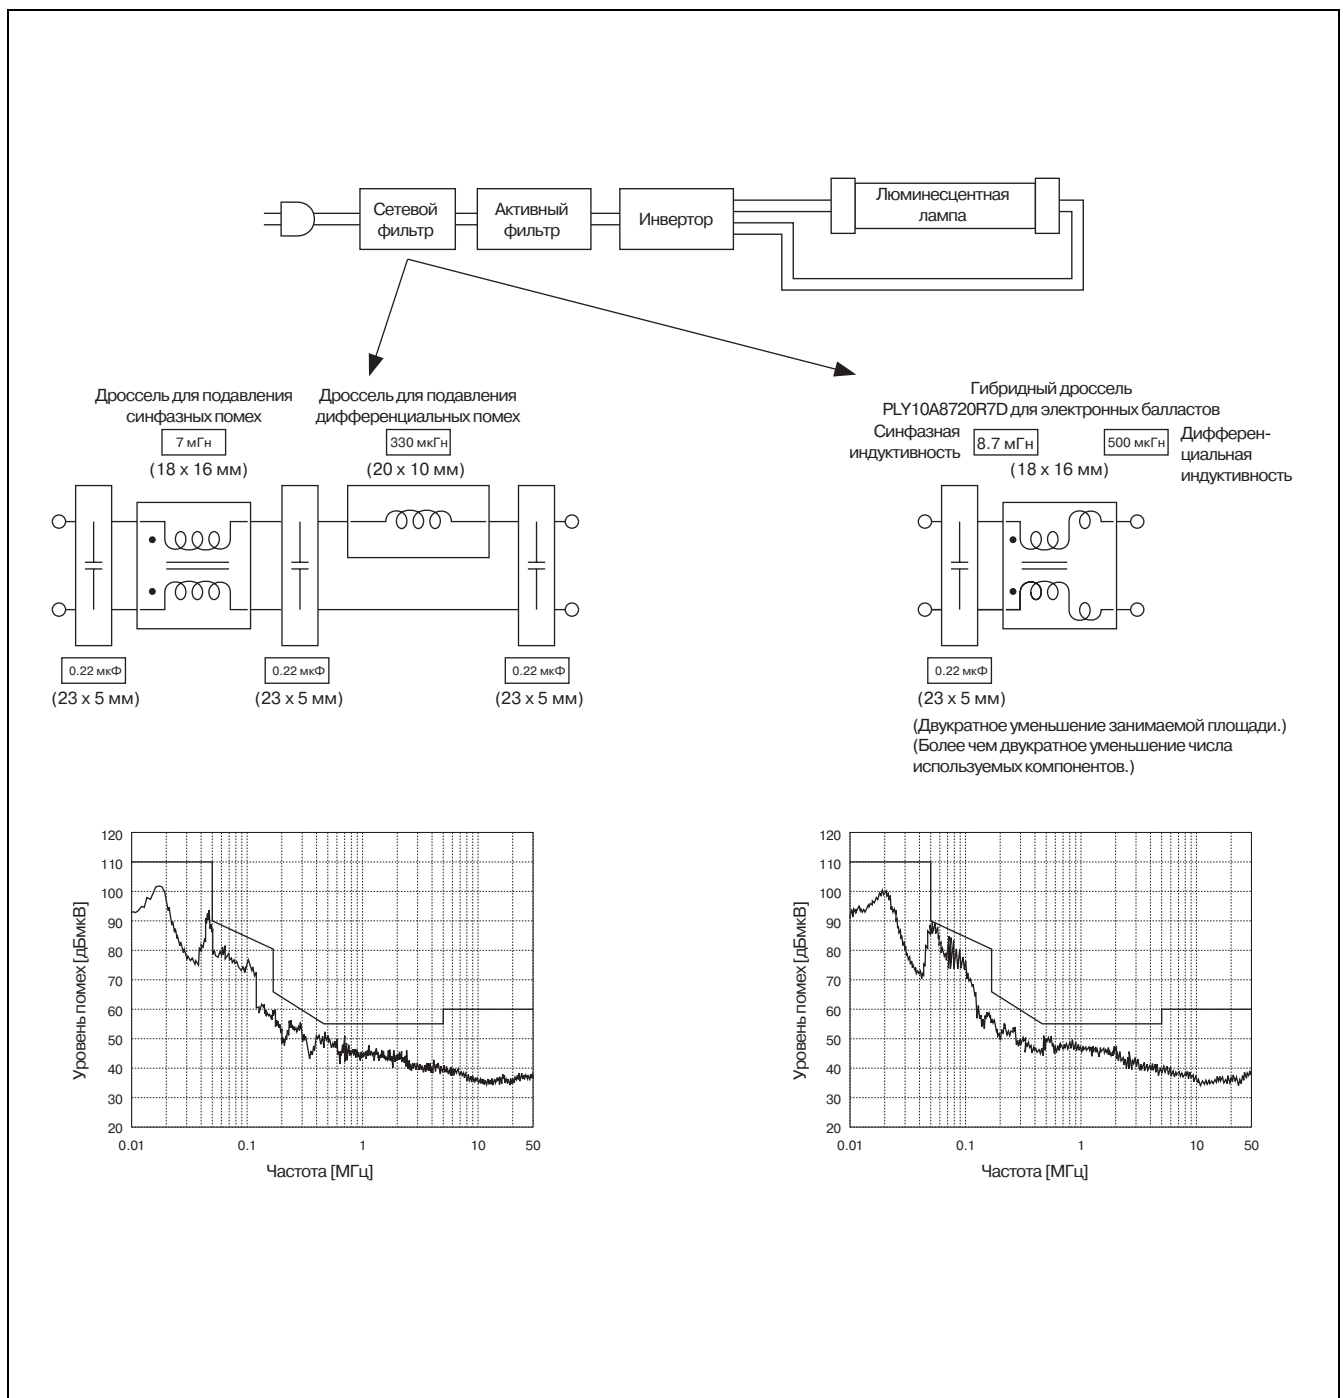 Сетевой
фильтр
Активный
фильтр
Инвертор
Люминесцентная
лампа
Дроссель для подавления
синфазных помех
7 мГн
(18 x 16 мм)
Дроссель для подавления
дифференциальных помех
330 мкГн
(20 x 10 мм)
0.22 мкФ
(23 x 5 мм)
0.22 мкФ
(23 x 5 мм)
0.22 мкФ
(23 x 5 мм)
Гибридный дроссель
PLY10A8720R7D для электронных балластов
Синфазная
индуктивность
8.7 мГн
500 мкГн
(18 x 16 мм)
Дифферен-
циальная
индуктивность
0.22 мкФ
(23 x 5 мм)
(Двукратное уменьшение занимаемой площади.)
(Более чем двукратное уменьшение числа
используемых компонентов.)
Уровень помех [дБмкВ]
120
110
100
90
80
70
60
50
40
30
20
0.01
0.1
1
10
50
Частота [МГц]
Уровень помех [дБмкВ]
120
110
100
90
80
70
60
50
40
30
20
0.01
0.1
1
10
50
Частота [МГц]